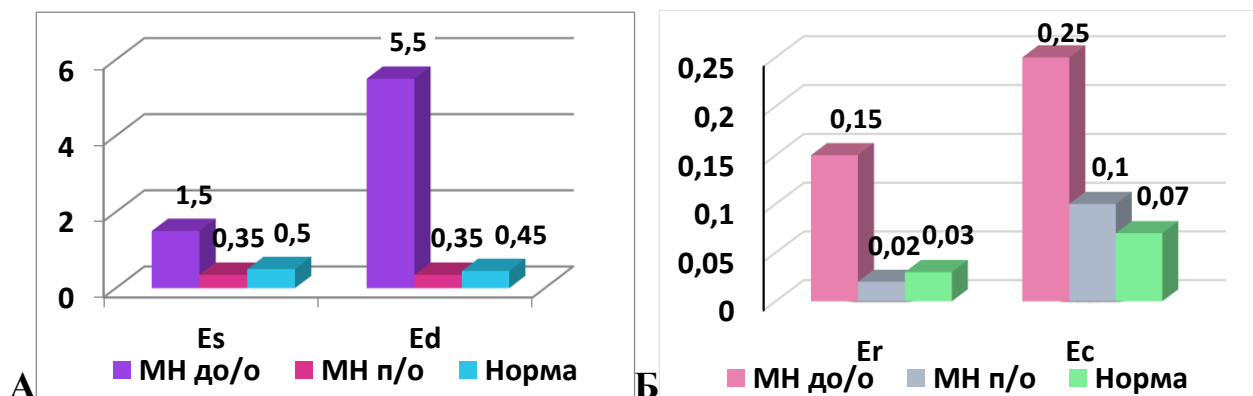 6
4
2
0
1,5
0,35
0,5
5,5
0,35
0,45
Es
Ed
МН до/о
МН п/о
Норма
А
0,25
0,2
0,15
0,1
0,05
0
0,15
0,02
0,03
0,25
0,1
0,07
Er
Ec
МН до/о
МН п/о
Норма
Б